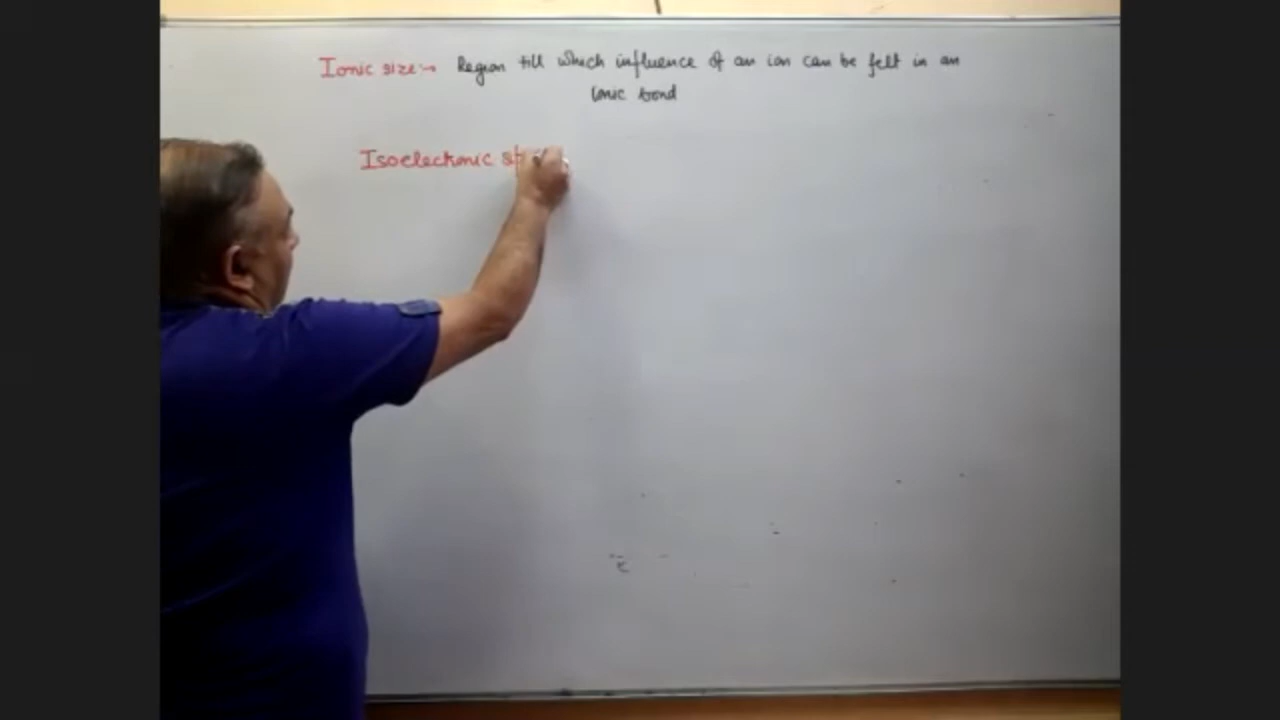 Ionic size:→ Region till which influence of an ion can be felt in an
ionic bond
Isoelectronic